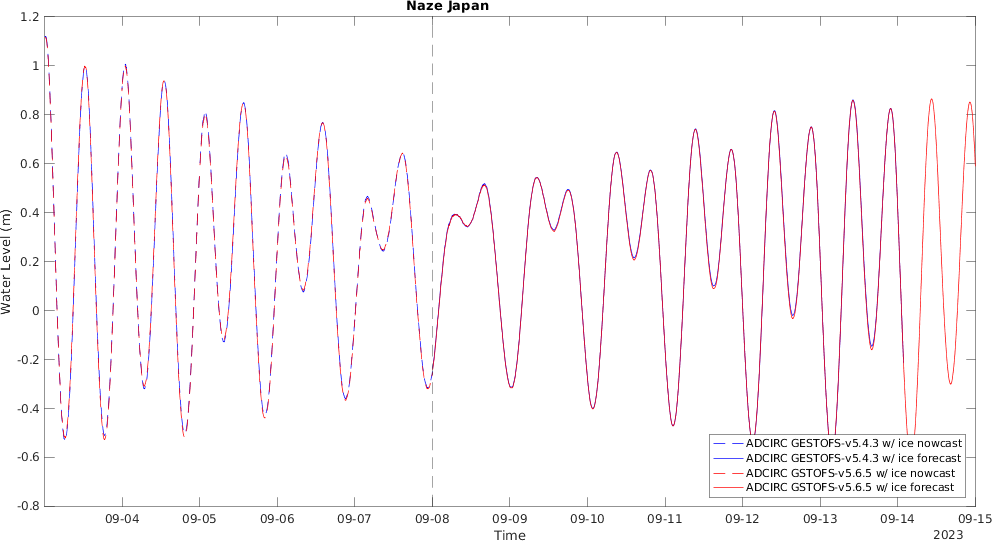 Naze Japan
Water Level (m)
1.2
1
0.8
0.6
0.4
0.2
0
-0.2
-0.4
-0.6
-0.8
ADCIRC GESTOFS-v5.4.3 w/ ice nowcast
ADCIRC GESTOFS-v5.4.3 w/ ice forecast
ADCIRC GSTOFS-v5.6.5 w/ ice nowcast
ADCIRC GSTOFS-v5.6.5 w/ ice forecast
09-04 09-05 09-06 09-07 09-08 09-09 09-10 09-11 09-12 09-13 09-14 09-15
Time
2023